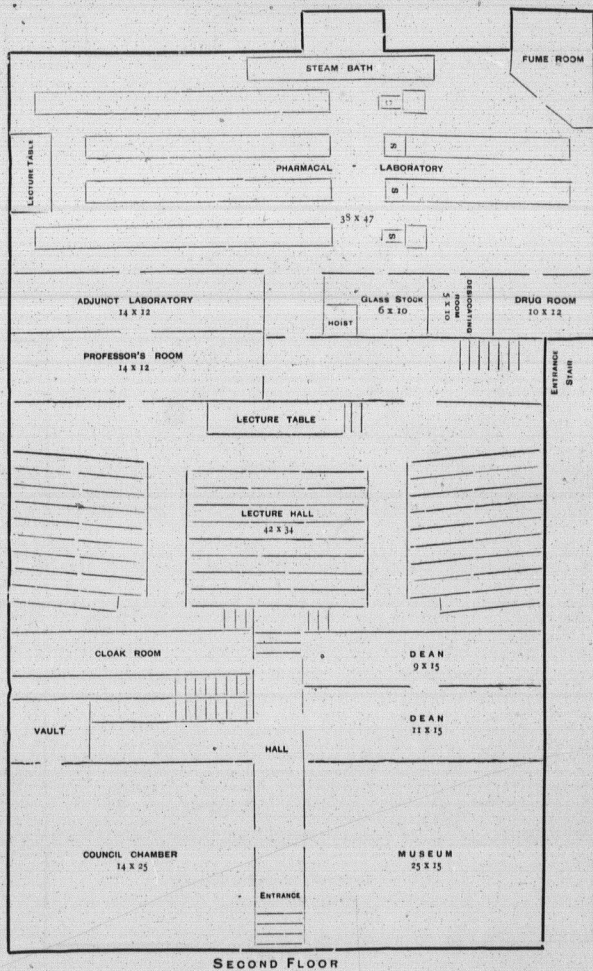 STEAM BATH
FUME ROOM
LECTURE TABLE
S
PHARMACAL LABORATORY
S
38 X 47
S
ADJUNCT LABORATORY
14 X 12
GLASS STOCK
6 X 10
HOIST
DESICCATING
ROOM
5 X 10
DRUG ROOM
10 X 12
PROFESSOR'S ROOM
14 X 12
ENTRANCE
STAIR
LECTURE TABLE
LECTURE HALL
42 X 34
CLOAK ROOM
DEAN
9 X 15
VAULT
DEAN
11 X 15
HALL
COUNCIL CHAMBER
14 X 25
MUSEUM
25 X 15
ENTRANCE
SECOND FLOOR